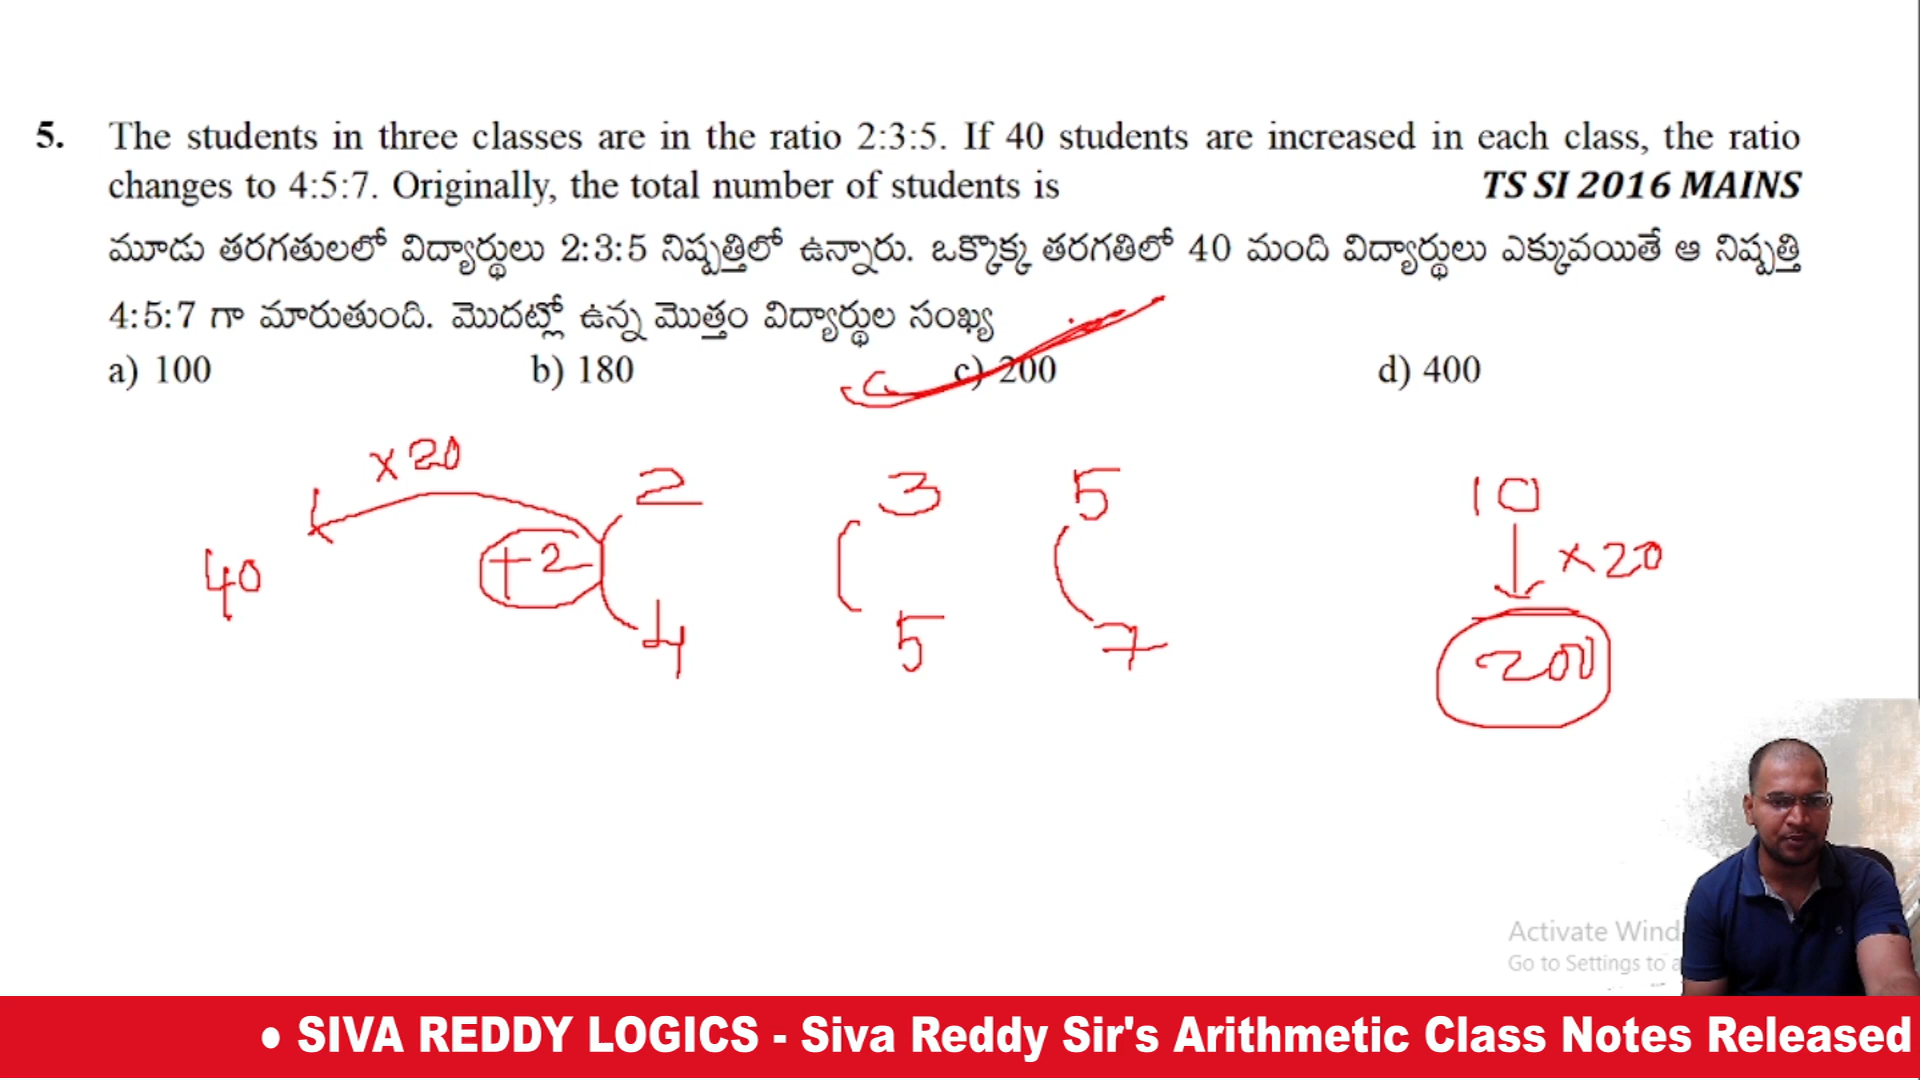 5. The students in three classes are in the ratio 2:3:5. If 40 students are increased in each class, the ratio
changes to 4:5:7. Originally, the total number of students is TS SI 2016 MAINS
మూడు తరగతులలో విద్యార్థులు 2:3:5 నిష్పత్తిలో ఉన్నారు. ఒక్కొక్క తరగతిలో 40 మంది విద్యార్థులు ఎక్కువయితే ఆ నిష్పత్తి
4:5:7 గా మారుతుంది. మొదట్లో ఉన్న మొత్తం విద్యార్థుల సంఖ్య
a) 100 b) 180 c) 200 d) 400
×20
2 3 5 10
40 +2 ×20
4 5 7 200
Activate Wind
Go to Settings to a
• SIVA REDDY LOGICS - Siva Reddy Sir's Arithmetic Class Notes Released